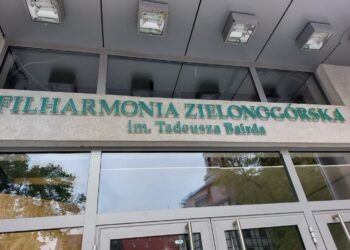 FILHARMONIA ZIELONOGÓRSKA
im. Tadeusza Bairda